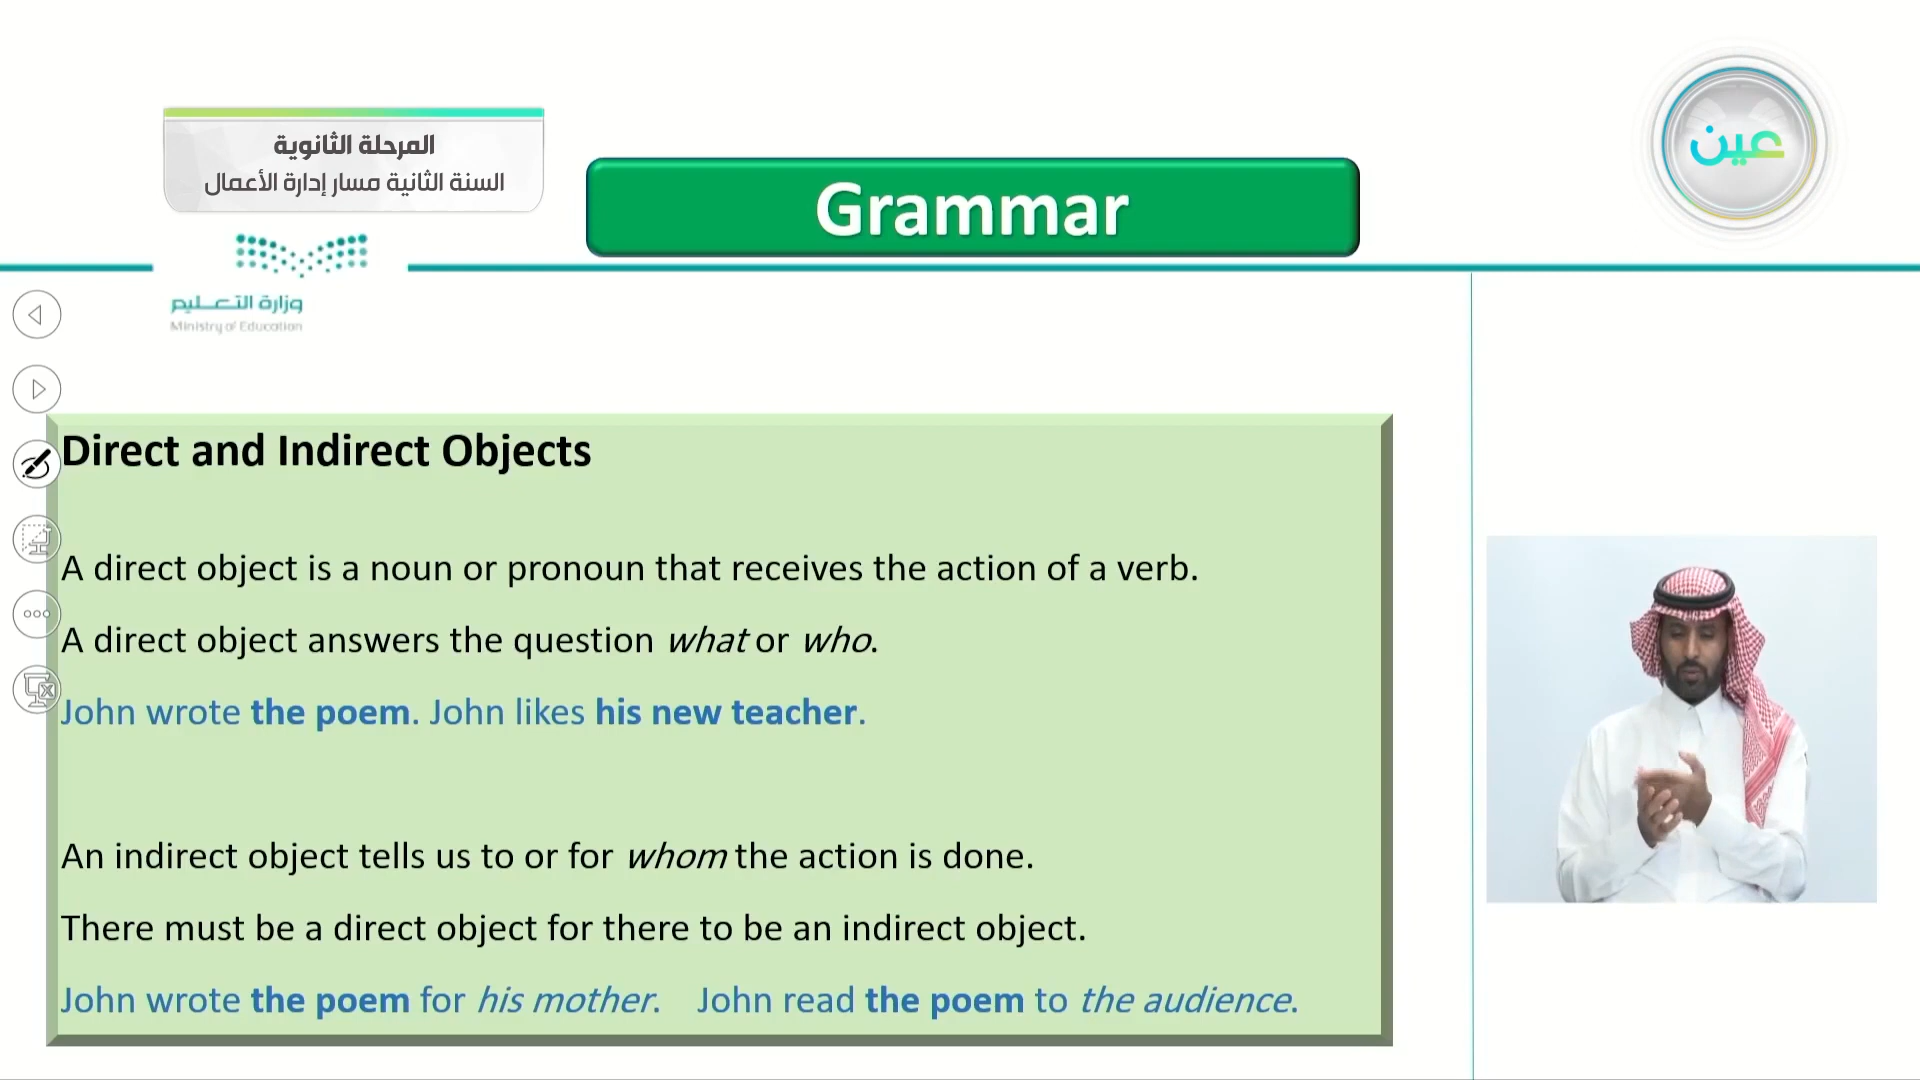 المرحلة الثانوية
السنة الثانية مسار إدارة الأعمال
Grammar
عين
وزارة التعليم
Ministry of Education
Direct and Indirect Objects
A direct object is a noun or pronoun that receives the action of a verb.
A direct object answers the question what or who.
John wrote the poem. John likes his new teacher.
An indirect object tells us to or for whom the action is done.
There must be a direct object for there to be an indirect object.
John wrote the poem for his mother. John read the poem to the audience.